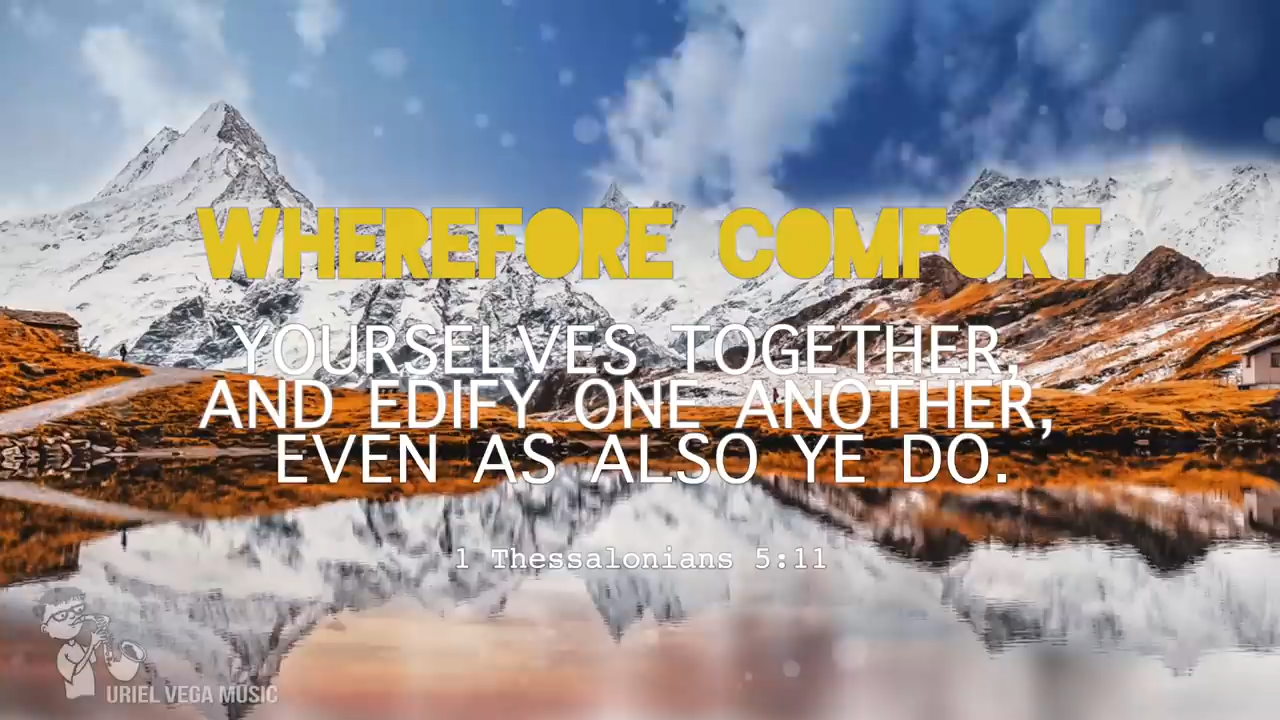 WHEREFORE COMFORT
YOURSELVES TOGETHER,
AND EDIFY ONE ANOTHER,
EVEN AS ALSO YE DO.
1 Thessalonians 5:11
URIEL VEGA MUSIC